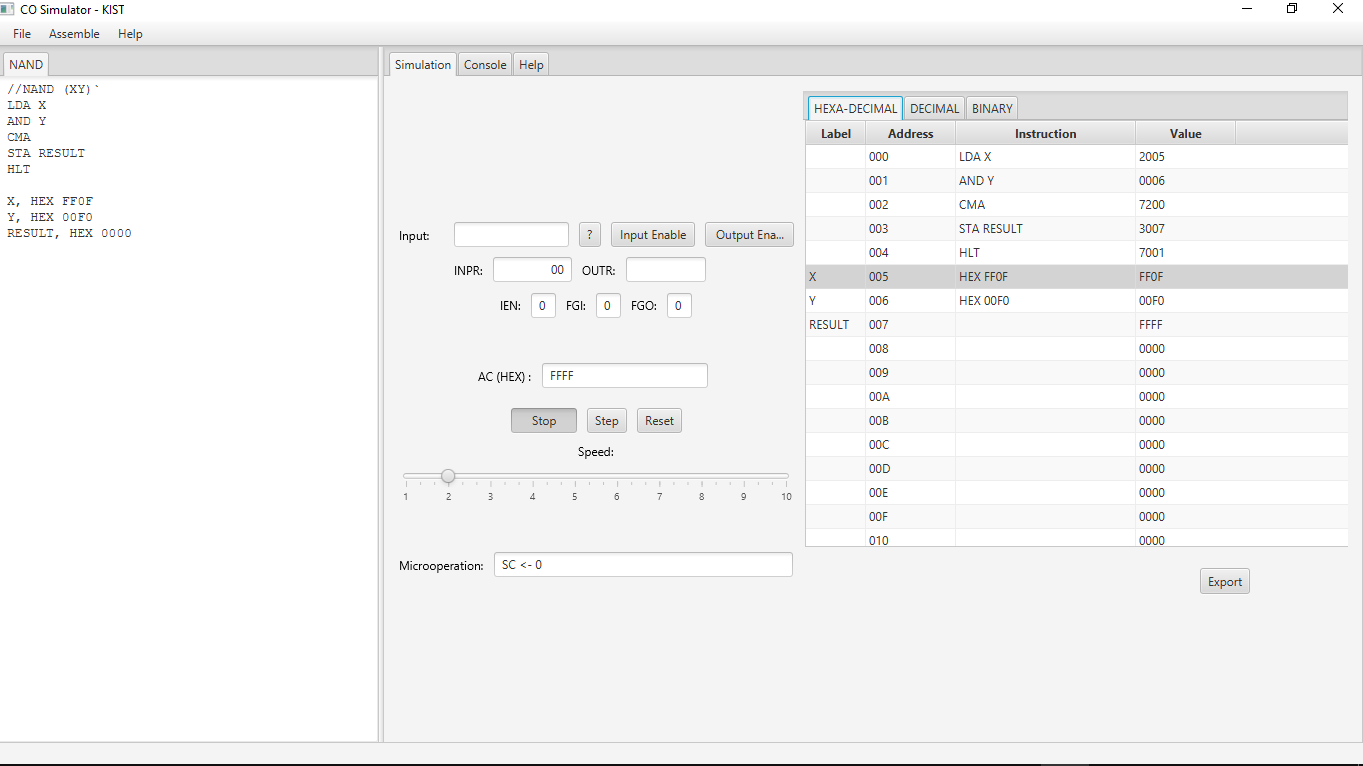 CO Simulator - KIST
File Assemble Help
NAND
//NAND (XY)`
LDA X
AND Y
CMA
STA RESULT
HLT
X, HEX FF0F
Y, HEX 00F0
RESULT, HEX 0000
Simulation Console Help
Input: ? Input Enable Output Ena...
INPR: 00 OUTR:
IEN: 0 FGI: 0 FGO: 0
AC (HEX) : FFFF
Stop Step Reset
Speed:
1 2 3 4 5 6 7 8 9 10
Microoperation: SC <- 0
HEXA-DECIMAL DECIMAL BINARY
Label Address Instruction Value
000 LDA X 2005
001 AND Y 0006
002 CMA 7200
003 STA RESULT 3007
004 HLT 7001
X 005 HEX FF0F FF0F
Y 006 HEX 00F0 00F0
RESULT 007 FFFF
008 0000
009 0000
00A 0000
00B 0000
00C 0000
00D 0000
00E 0000
00F 0000
010 0000
Export